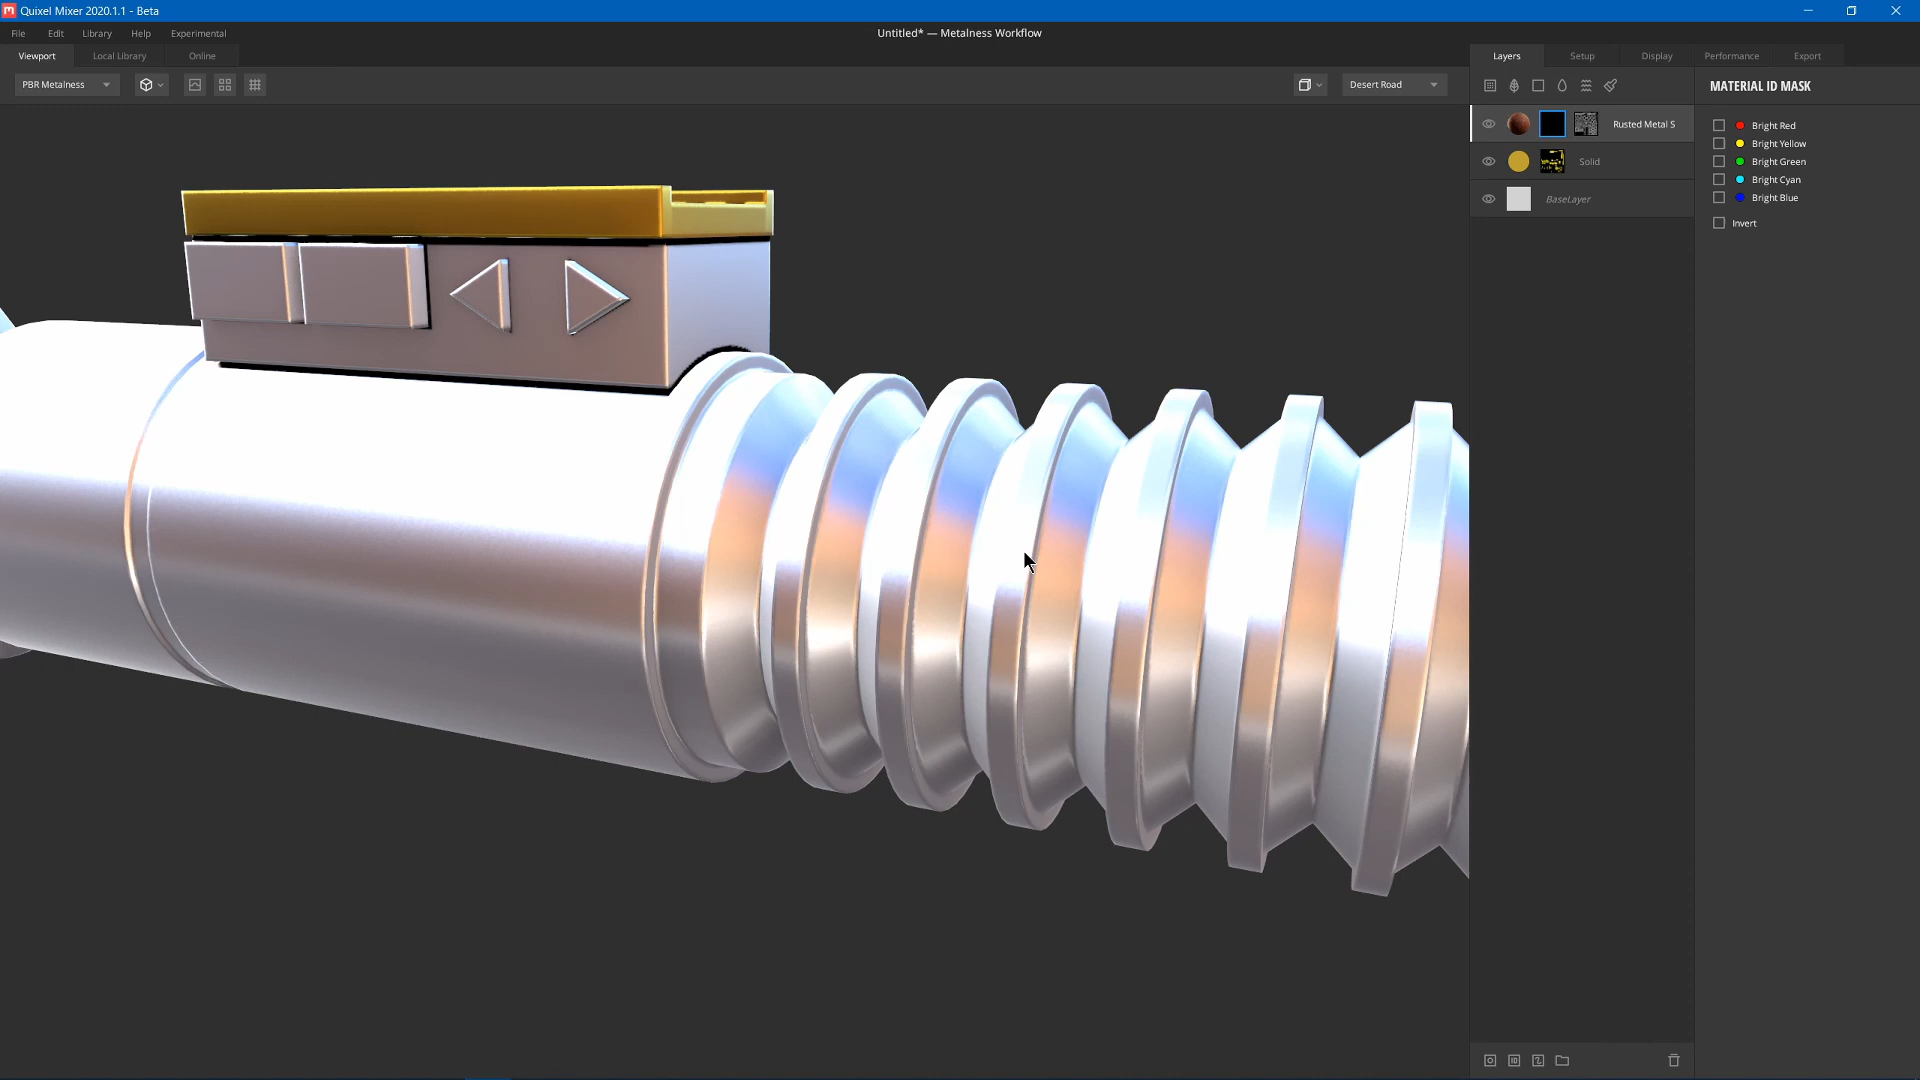 Quixel Mixer 2020.1.1 - Beta
File Edit Library Help Experimental
Untitled* — Metalness Workflow
Viewport Local Library Online
Layers Setup Display Performance Export
PBR Metalness
Desert Road
MATERIAL ID MASK
Rusted Metal S
Solid
BaseLayer
Bright Red
Bright Yellow
Bright Green
Bright Cyan
Bright Blue
Invert